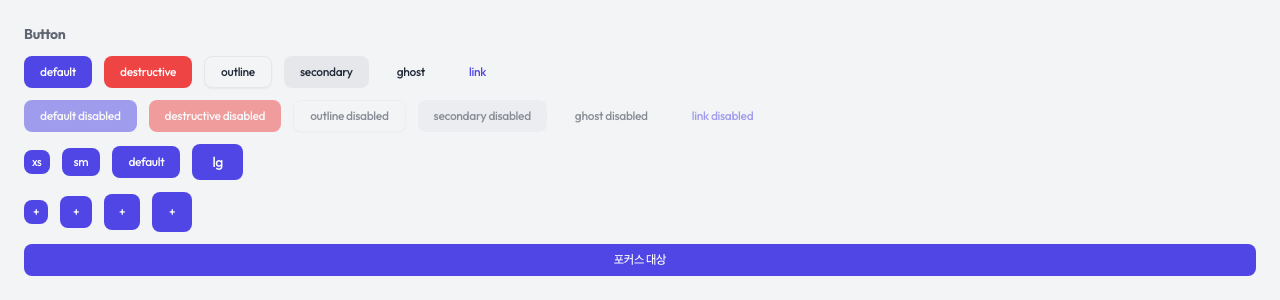 Button
default destructive outline secondary ghost link
default disabled destructive disabled outline disabled secondary disabled ghost disabled link disabled
xs sm default lg
+ + + +
포커스 대상